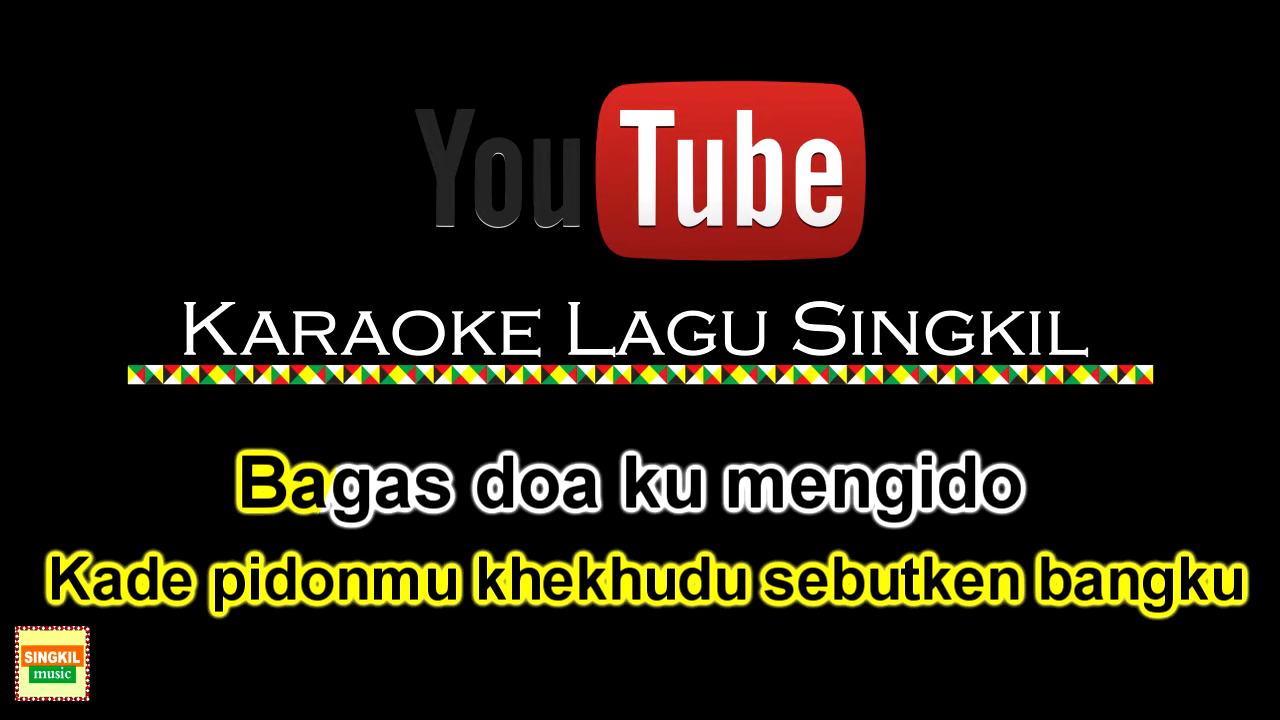 YouTube
KARAOKE LAGU SINGKIL
Bagas doa ku mengido
Kade pidonmu khekhudu sebutken bangku
SINGKIL
music